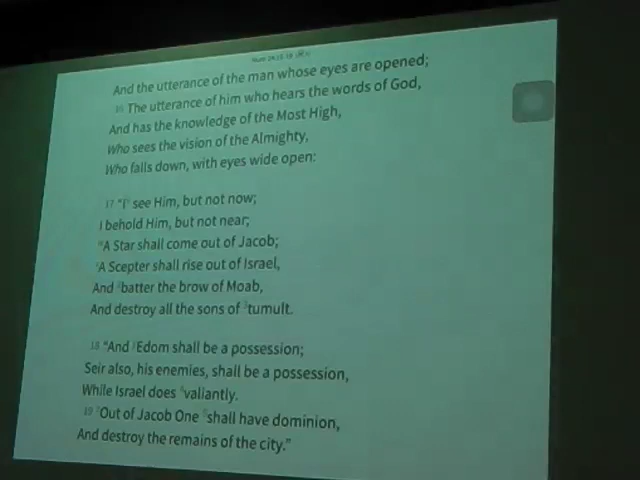 And the utterance of the man whose eyes are opened;
16 The utterance of him who hears the words of God,
And has the knowledge of the Most High,
Who sees the vision of the Almighty,
Who falls down, with eyes wide open:
17 "I see Him, but not now;
I behold Him, but not near;
A Star shall come out of Jacob;
A Scepter shall rise out of Israel,
And batter the brow of Moab,
And destroy all the sons of tumult.
18 "And Edom shall be a possession;
Seir also, his enemies, shall be a possession,
While Israel does valiantly.
19 Out of Jacob One shall have dominion,
And destroy the remains of the city."